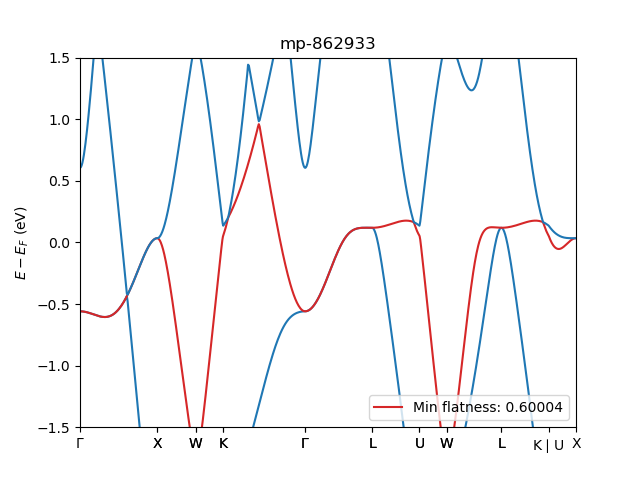 mp-862933
E − E_F (eV)
1.5
1.0
0.5
0.0
−0.5
−1.0
−1.5
Min flatness: 0.60004
Γ X W K Γ L U W L K | U X